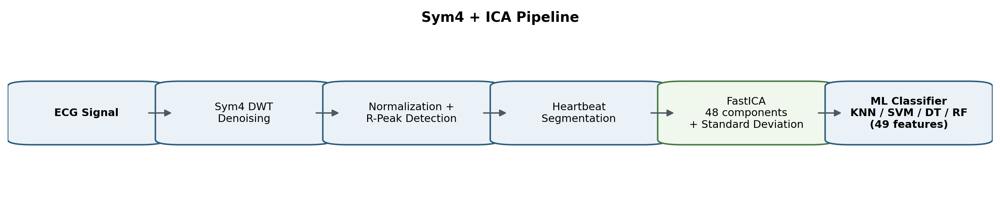 Sym4 + ICA Pipeline
ECG Signal
Sym4 DWT
Denoising
Normalization +
R-Peak Detection
Heartbeat
Segmentation
FastICA
48 components
+ Standard Deviation
ML Classifier
KNN / SVM / DT / RF
(49 features)